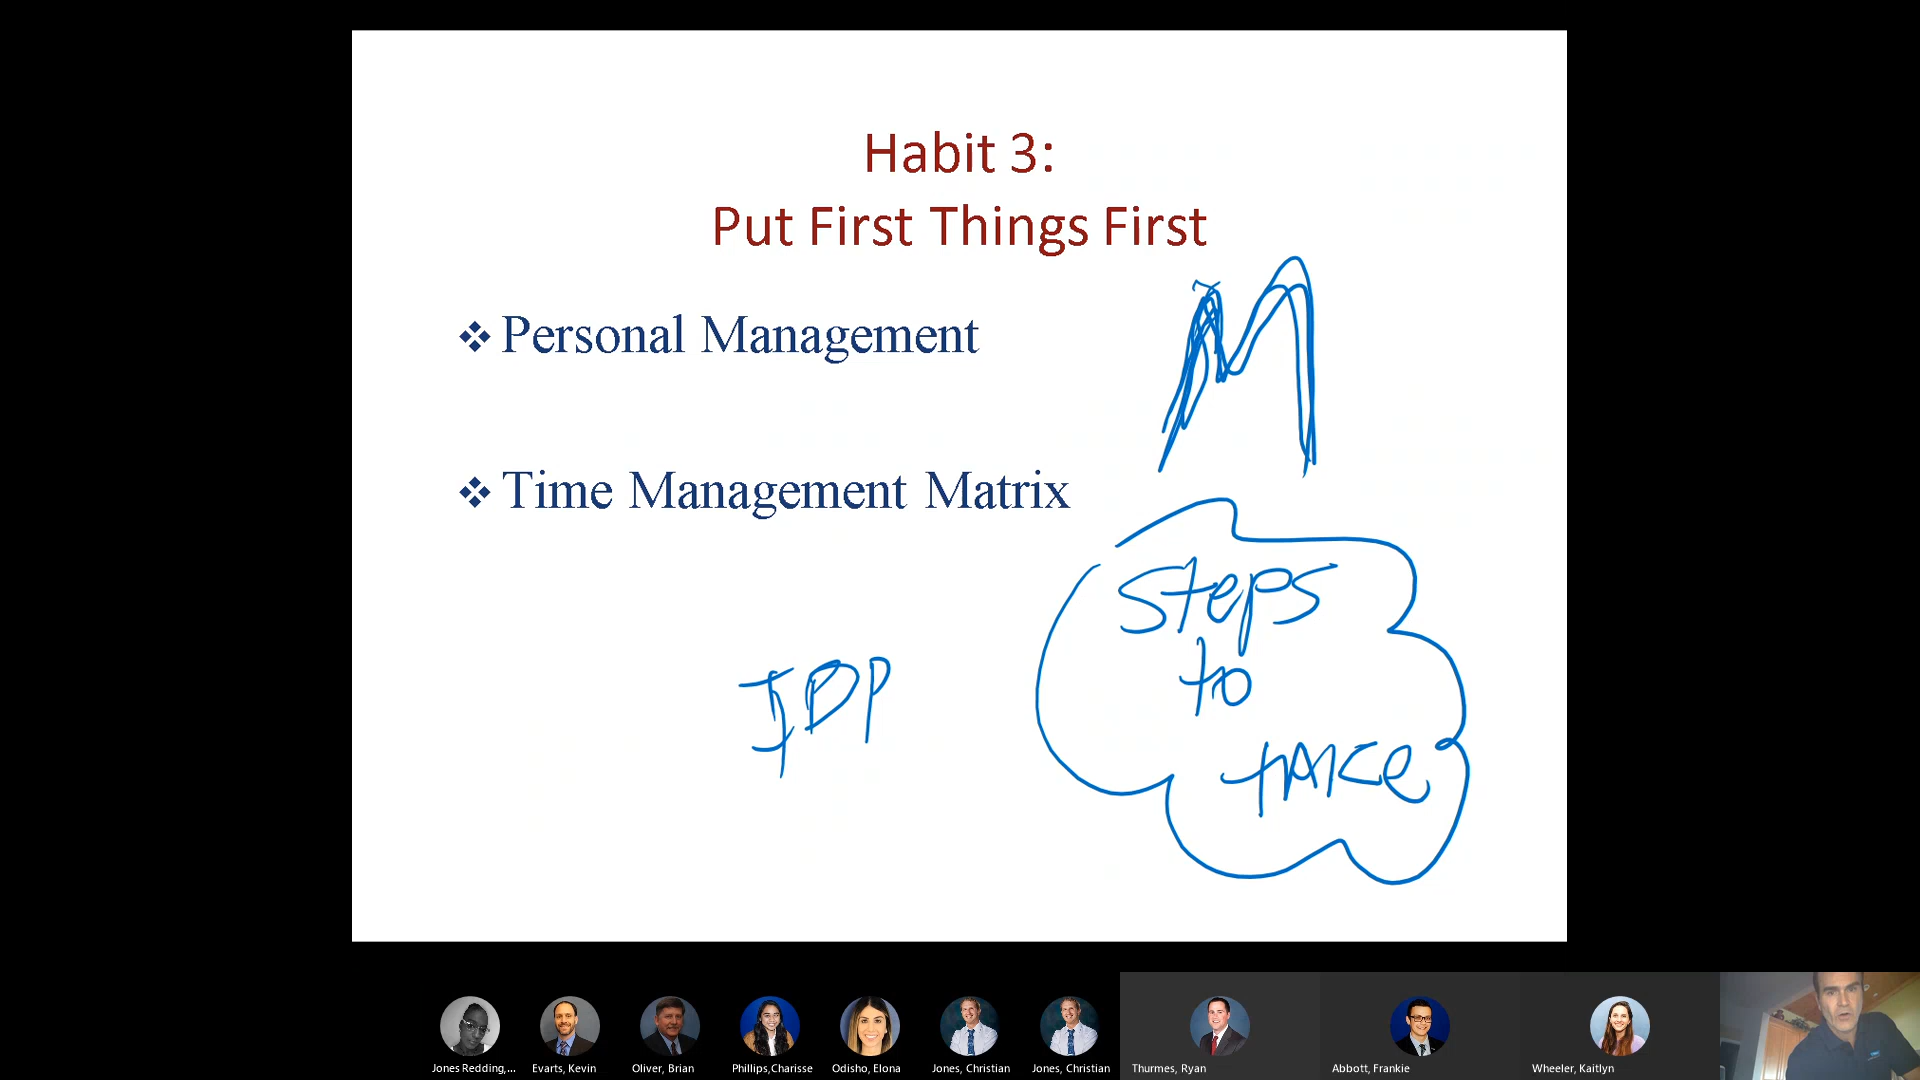 Habit 3:
Put First Things First
❖ Personal Management
M
❖ Time Management Matrix
steps
to
take
IDP
Jones Redding,...
Evarts, Kevin
Oliver, Brian
Phillips,Charisse
Odisho, Elona
Jones, Christian
Jones, Christian
Thurmes, Ryan
Abbott, Frankie
Wheeler, Kaitlyn